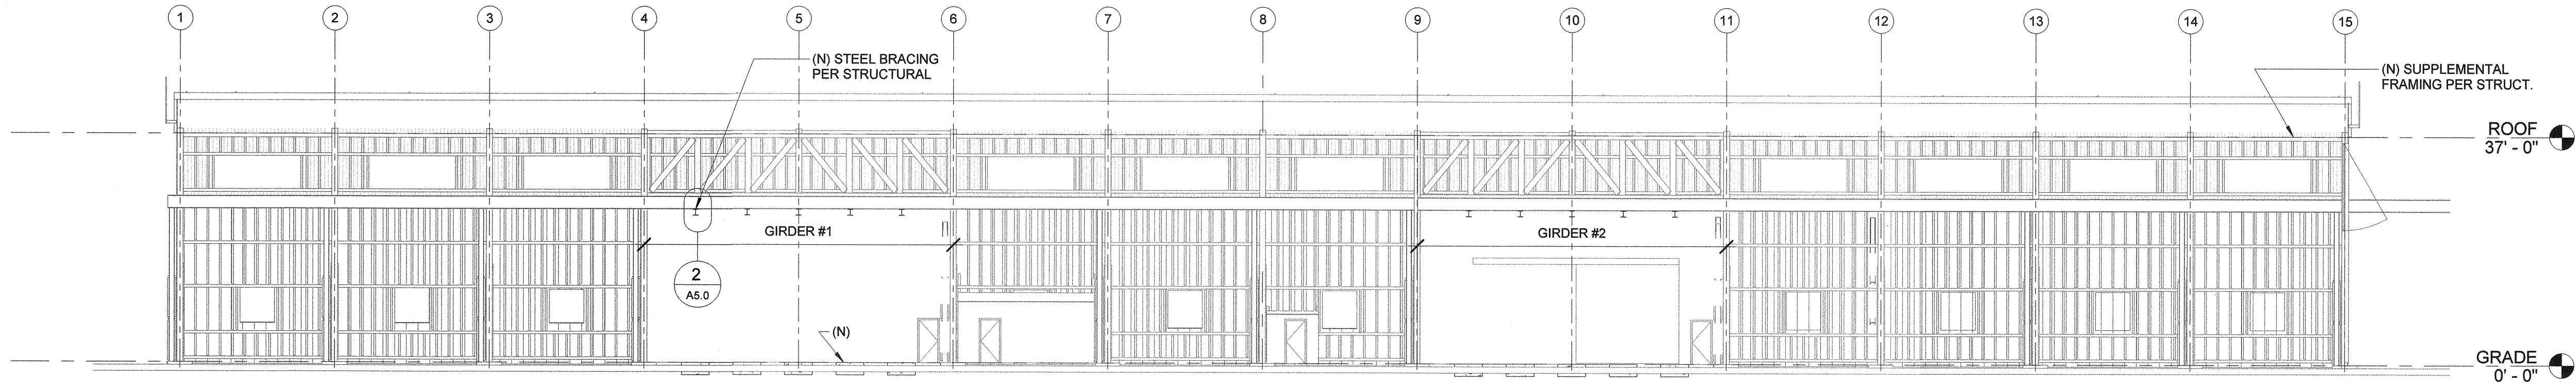 1 2 3 4 5 6 7 8 9 10 11 12 13 14 15
(N) STEEL BRACING
PER STRUCTURAL
(N) SUPPLEMENTAL
FRAMING PER STRUCT.
ROOF
37' - 0"
GIRDER #1
GIRDER #2
2
A5.0
(N)
GRADE
0' - 0"